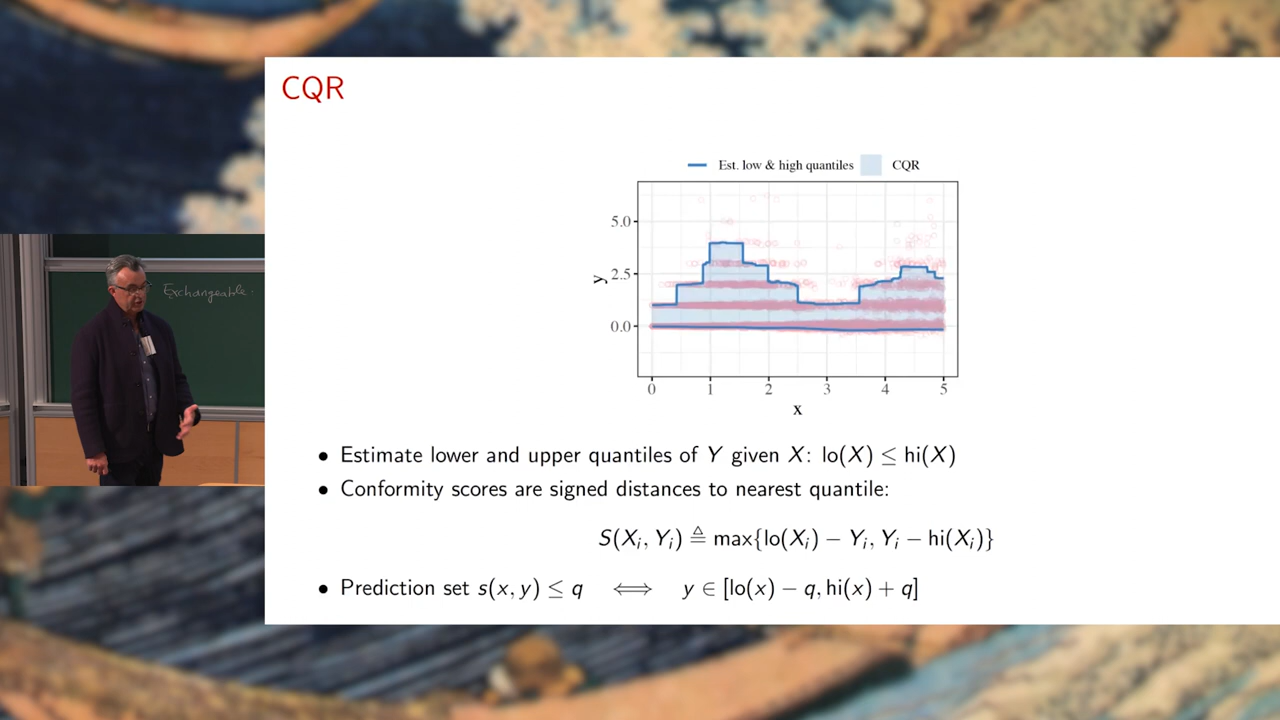 CQR
Exchangeable.
Est. low & high quantiles CQR
5.0
2.5
0.0
y
0 1 2 3 4 5
x
• Estimate lower and upper quantiles of Y given X: lo(X) ≤ hi(X)
• Conformity scores are signed distances to nearest quantile:
S(Xᵢ, Yᵢ) ≜ max{lo(Xᵢ) − Yᵢ, Yᵢ − hi(Xᵢ)}
• Prediction set s(x, y) ≤ q ⟺ y ∈ [lo(x) − q, hi(x) + q]